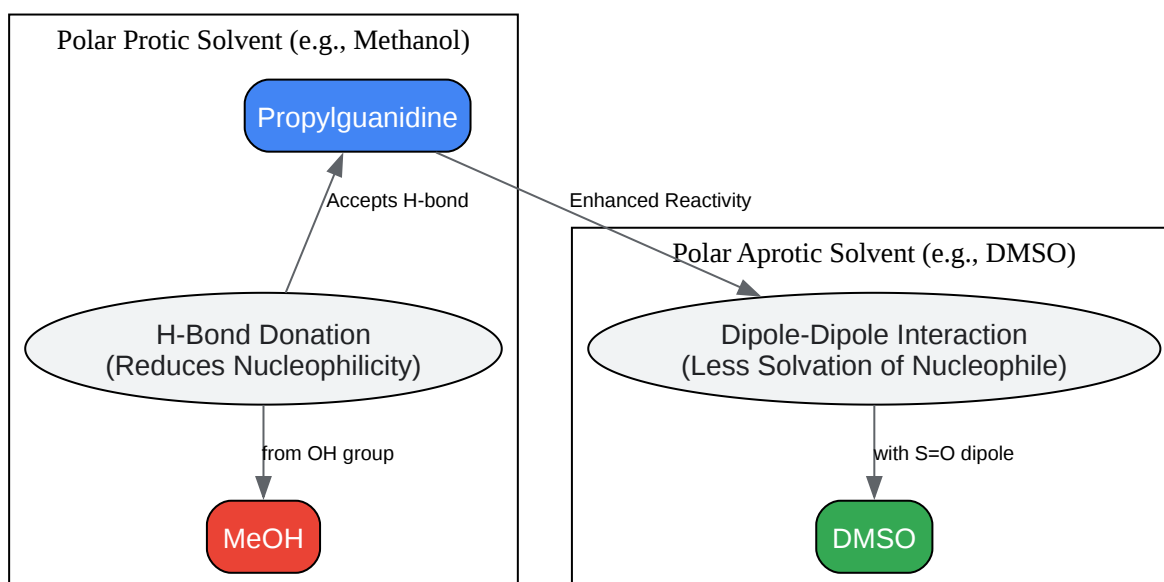 Polar Protic Solvent (e.g., Methanol)
Propylguanidine
Accepts H-bond
Enhanced Reactivity
Polar Aprotic Solvent (e.g., DMSO)
H-Bond Donation
(Reduces Nucleophilicity)
Dipole-Dipole Interaction
(Less Solvation of Nucleophile)
from OH group
with S=O dipole
MeOH
DMSO